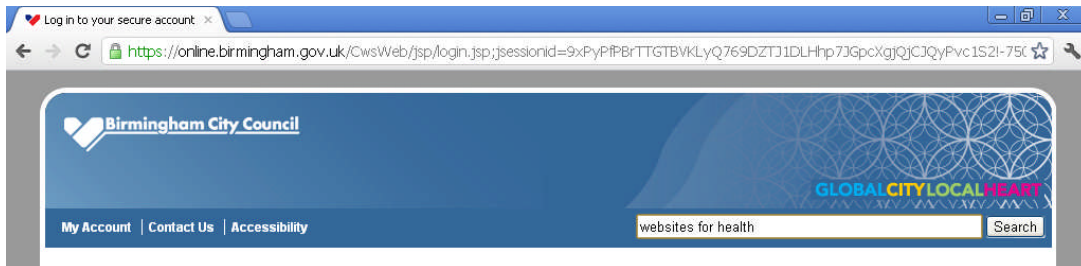 Log in to your secure account
https://online.birmingham.gov.uk/CwsWeb/jsp/login.jsp;jsessionid=9xPyPfPBrTTGTBVKLyQ769DZTJ1DLHhp7JGpcXgjQjCJQyPvc1S2!-750
Birmingham City Council
GLOBALCITYLOCALHEART
My Account | Contact Us | Accessibility
websites for health Search